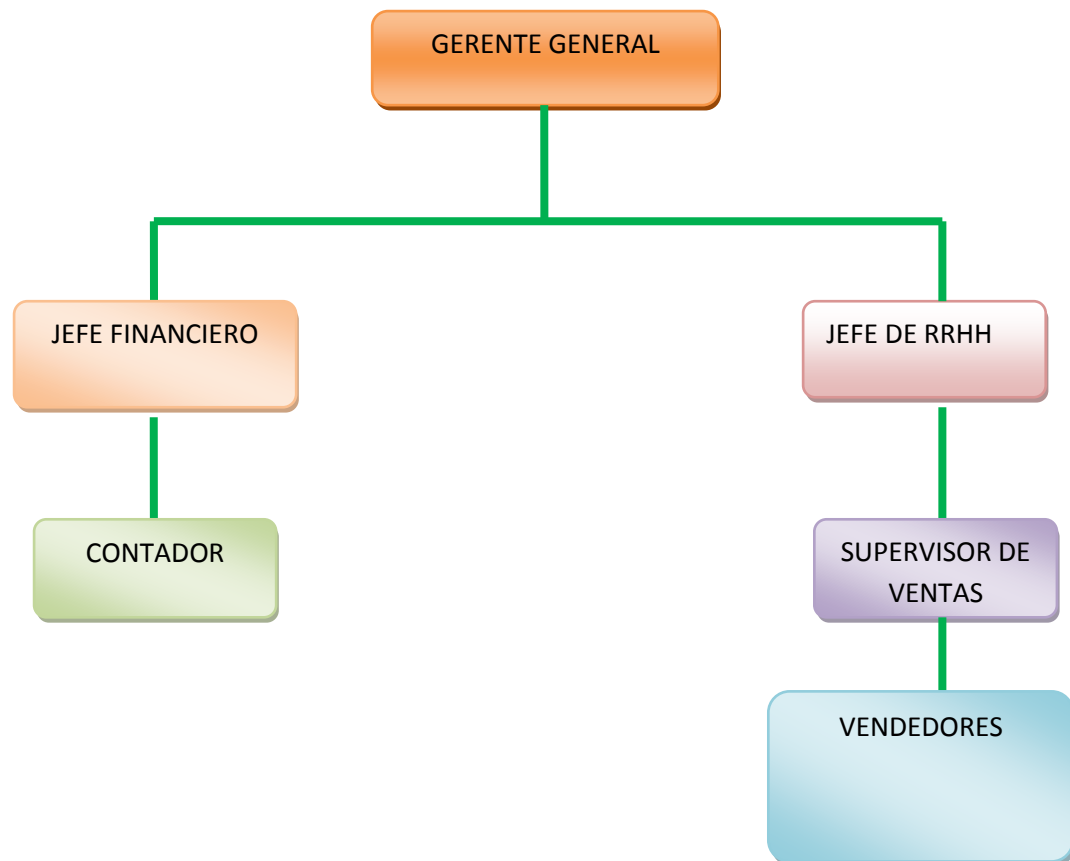 GERENTE GENERAL
JEFE FINANCIERO
JEFE DE RRHH
CONTADOR
SUPERVISOR DE
VENTAS
VENDEDORES